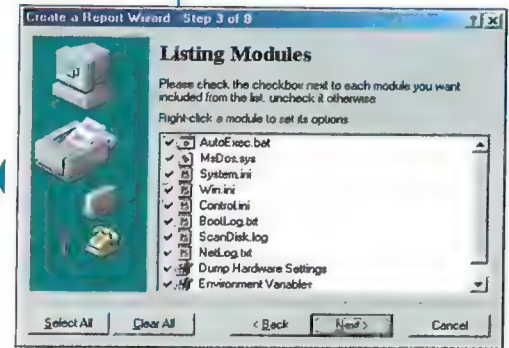 Create a Report Wizard - Step 3 of 8
Listing Modules
Please check the checkbox next to each module you want
included from the list, uncheck it otherwise
Right-click a module to set its options
AutoExec.bat
MsDos.sys
System.ini
Win.ini
Control.ini
BootLog.txt
ScanDisk.log
NetLog.txt
Dump Hardware Settings
Environment Variables
Select All
Clear All
< Back
Next >
Cancel